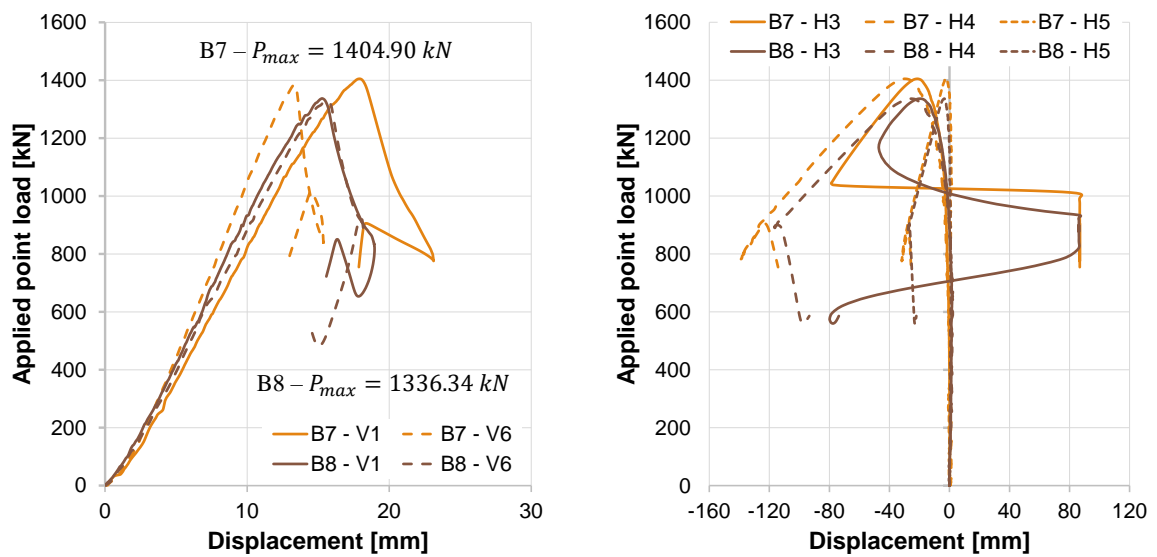 1600
1400
1200
1000
800
600
400
200
0
Applied point load [kN]
B7 – Pmax = 1404.90 kN
B8 – Pmax = 1336.34 kN
B7 - V1 B7 - V6
B8 - V1 B8 - V6
0 10 20 30
Displacement [mm]
1600
1400
1200
1000
800
600
400
200
0
Applied point load [kN]
B7 - H3 B7 - H4 B7 - H5
B8 - H3 B8 - H4 B8 - H5
-160 -120 -80 -40 0 40 80 120
Displacement [mm]